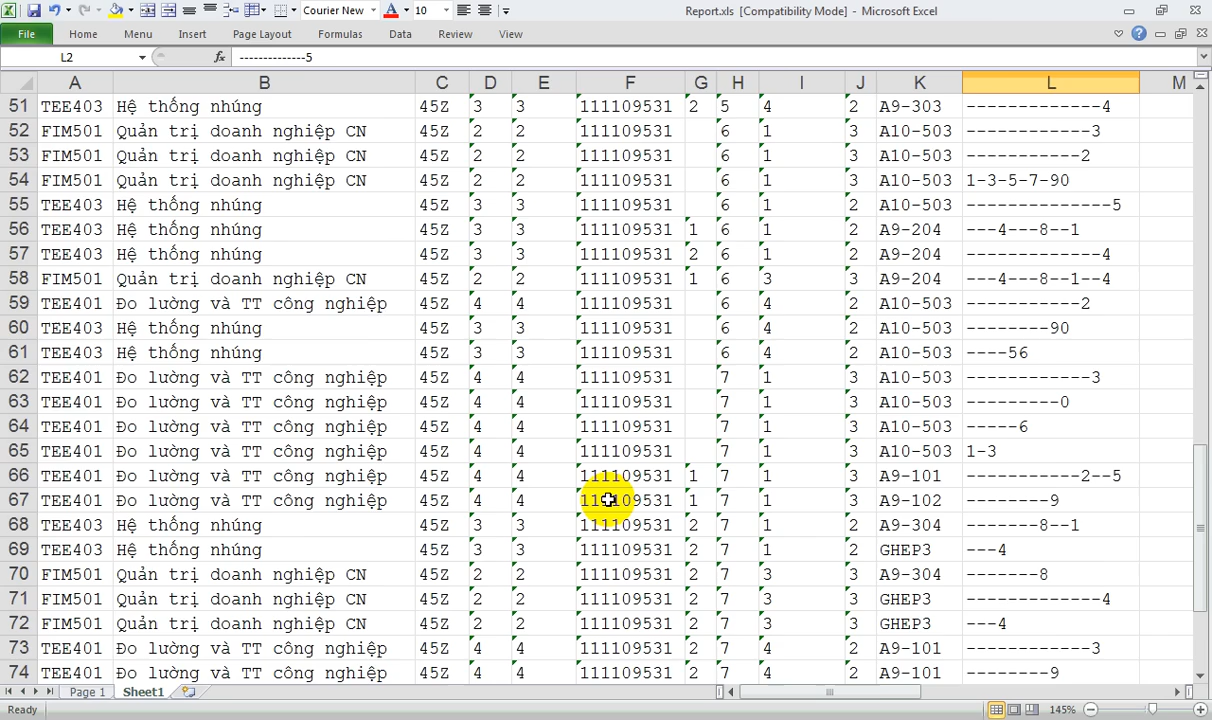 Courier New 10 Report.xls [Compatibility Mode] - Microsoft Excel
File Home Menu Insert Page Layout Formulas Data Review View
L2 fx --------------5
A B C D E F G H I J K L M
51 TEE403 Hệ thống nhúng 45Z 3 3 111109531 2 5 4 2 A9-303 -------------4
52 FIM501 Quản trị doanh nghiệp CN 45Z 2 2 111109531 6 1 3 A10-503 ------------3
53 FIM501 Quản trị doanh nghiệp CN 45Z 2 2 111109531 6 1 3 A10-503 -----------2
54 FIM501 Quản trị doanh nghiệp CN 45Z 2 2 111109531 6 1 3 A10-503 1-3-5-7-90
55 TEE403 Hệ thống nhúng 45Z 3 3 111109531 6 1 2 A10-503 --------------5
56 TEE403 Hệ thống nhúng 45Z 3 3 111109531 1 6 1 2 A9-204 ---4---8--1
57 TEE403 Hệ thống nhúng 45Z 3 3 111109531 2 6 1 2 A9-204 -------------4
58 FIM501 Quản trị doanh nghiệp CN 45Z 2 2 111109531 1 6 3 3 A9-204 ---4---8--1--4
59 TEE401 Đo lường và TT công nghiệp 45Z 4 4 111109531 6 4 2 A10-503 -----------2
60 TEE403 Hệ thống nhúng 45Z 3 3 111109531 6 4 2 A10-503 --------90
61 TEE403 Hệ thống nhúng 45Z 3 3 111109531 6 4 2 A10-503 ----56
62 TEE401 Đo lường và TT công nghiệp 45Z 4 4 111109531 7 1 3 A10-503 ------------3
63 TEE401 Đo lường và TT công nghiệp 45Z 4 4 111109531 7 1 3 A10-503 ---------0
64 TEE401 Đo lường và TT công nghiệp 45Z 4 4 111109531 7 1 3 A10-503 -----6
65 TEE401 Đo lường và TT công nghiệp 45Z 4 4 111109531 7 1 3 A10-503 1-3
66 TEE401 Đo lường và TT công nghiệp 45Z 4 4 111109531 1 7 1 3 A9-101 -----------2--5
67 TEE401 Đo lường và TT công nghiệp 45Z 4 4 111109531 1 7 1 3 A9-102 --------9
68 TEE403 Hệ thống nhúng 45Z 3 3 111109531 2 7 1 2 A9-304 -------8--1
69 TEE403 Hệ thống nhúng 45Z 3 3 111109531 2 7 1 2 GHEP3 ---4
70 FIM501 Quản trị doanh nghiệp CN 45Z 2 2 111109531 2 7 3 3 A9-304 -------8
71 FIM501 Quản trị doanh nghiệp CN 45Z 2 2 111109531 2 7 3 3 GHEP3 -------------4
72 FIM501 Quản trị doanh nghiệp CN 45Z 2 2 111109531 2 7 3 3 GHEP3 ---4
73 TEE401 Đo lường và TT công nghiệp 45Z 4 4 111109531 2 7 4 2 A9-101 ------------3
74 TEE401 Đo lường và TT công nghiệp 45Z 4 4 111109531 2 7 4 2 A9-101 --------9
Page 1 Sheet1
Ready 145%